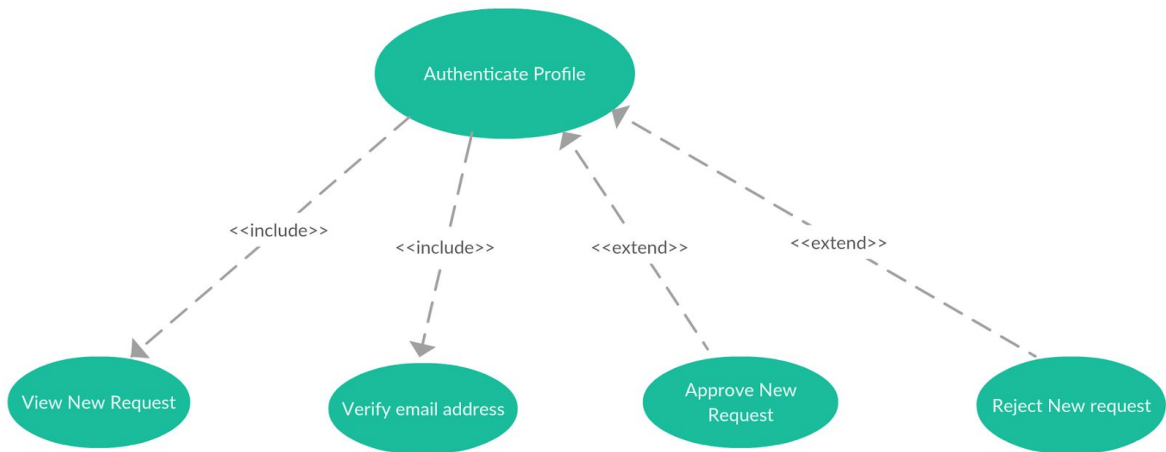 Authenticate Profile
<<include>>
<<include>>
<<extend>>
<<extend>>
View New Request
Verify email address
Approve New
Request
Reject New request